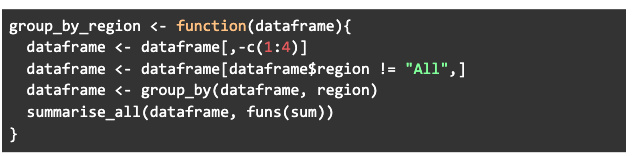 group_by_region <- function(dataframe){
  dataframe <- dataframe[,-c(1:4)]
  dataframe <- dataframe[dataframe$region != "All",]
  dataframe <- group_by(dataframe, region)
  summarise_all(dataframe, funs(sum))
}